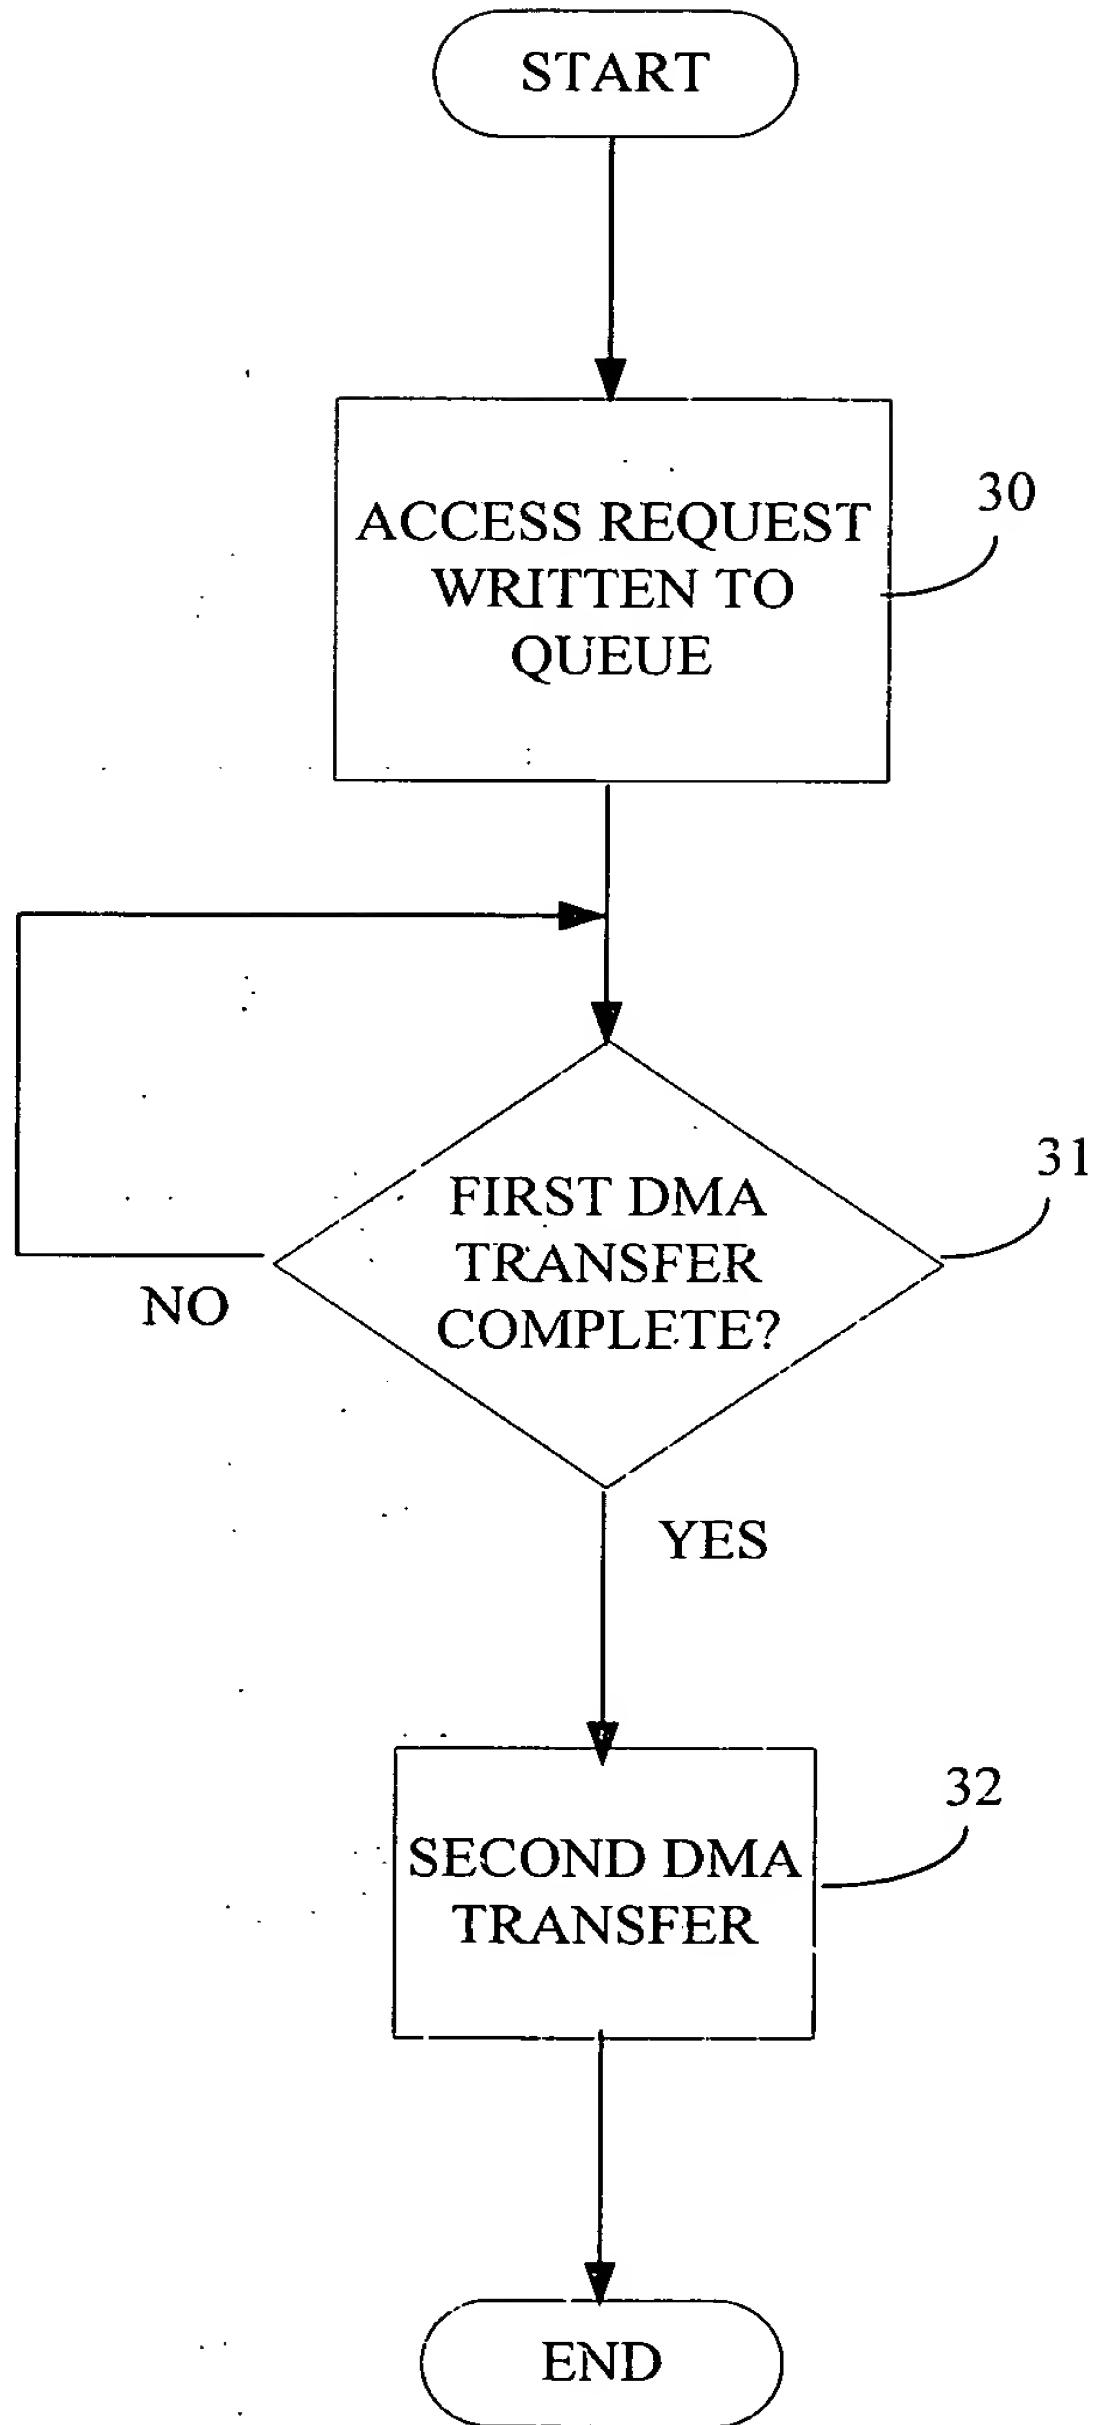 START
ACCESS REQUEST
WRITTEN TO
QUEUE
30
FIRST DMA
TRANSFER
COMPLETE?
31
NO
YES
SECOND DMA
TRANSFER
32
END